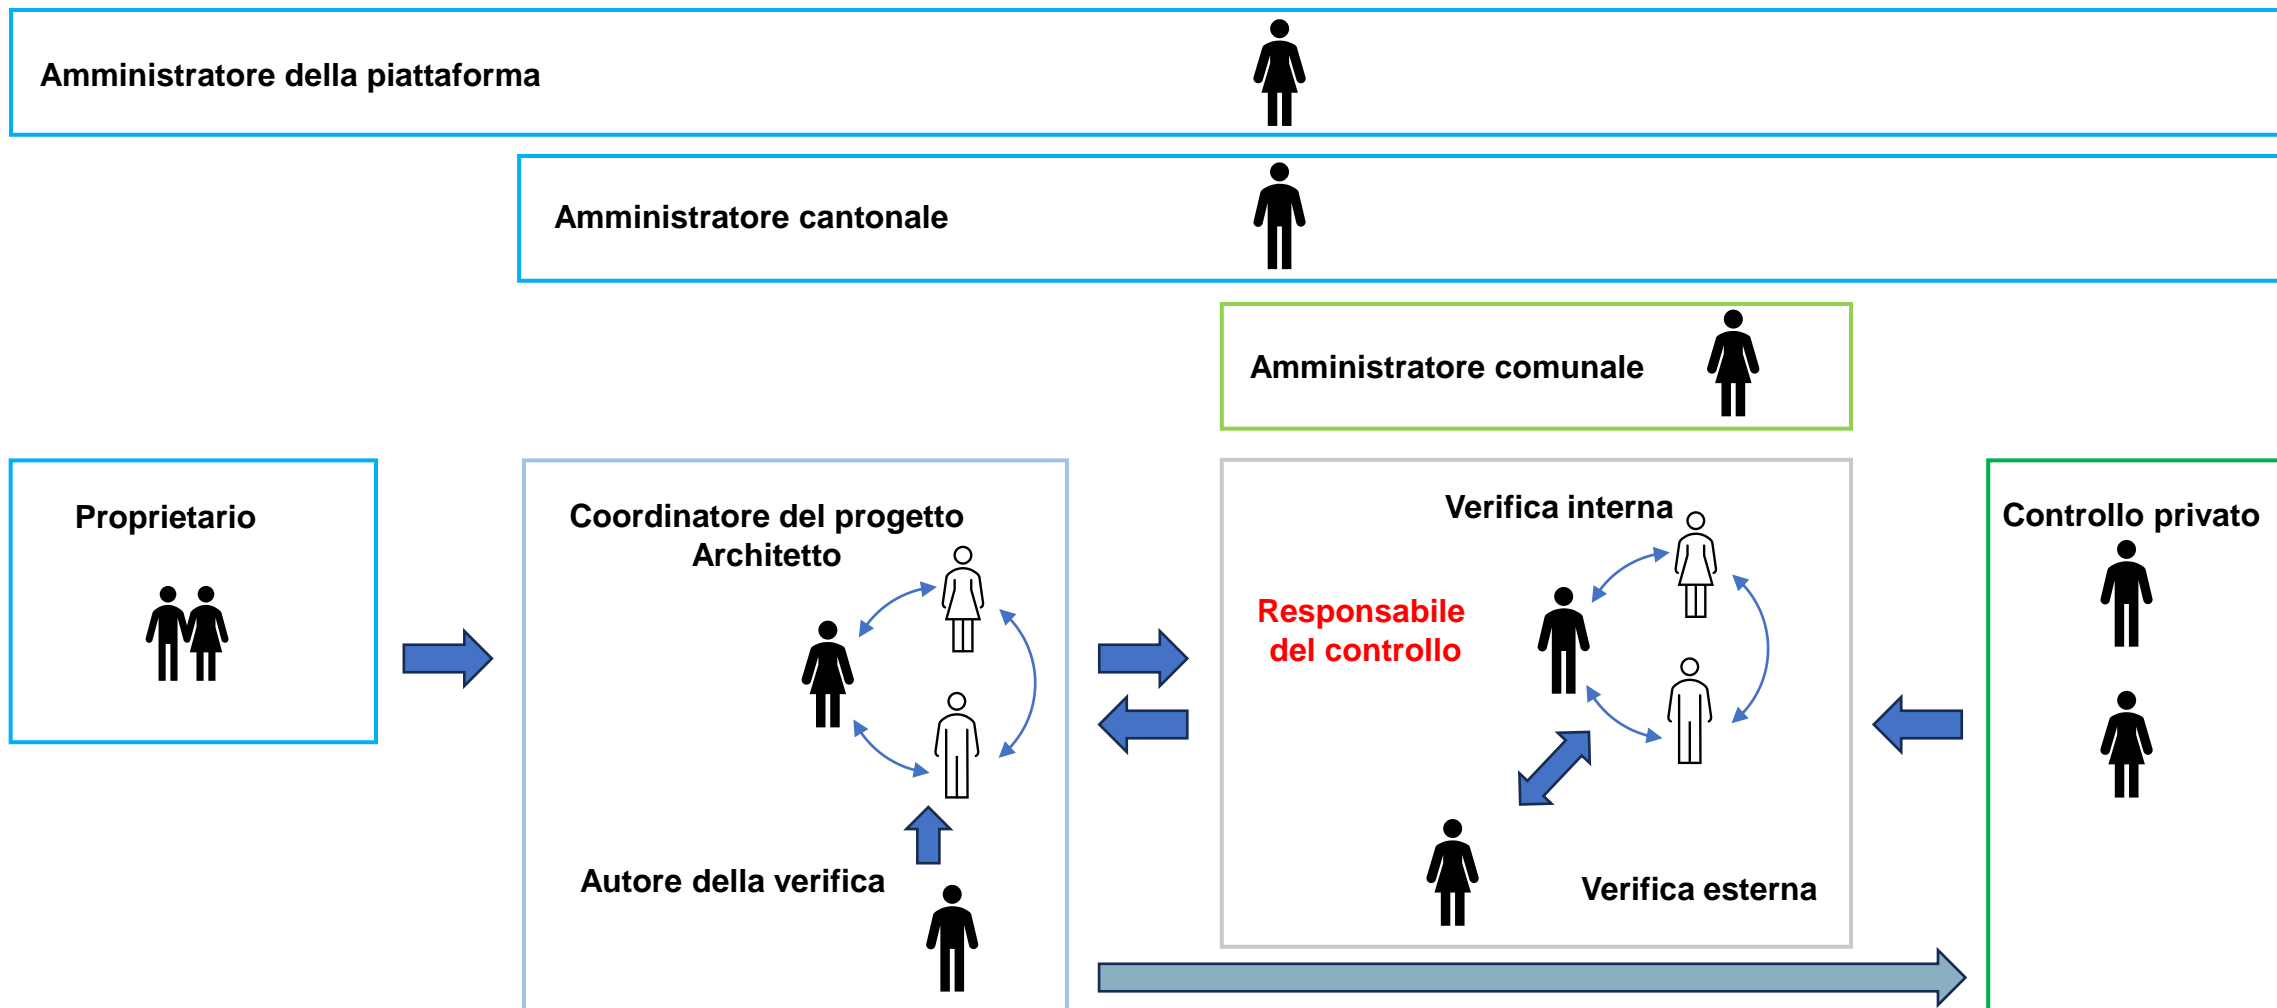 Amministratore della piattaforma
Amministratore cantonale
Amministratore comunale
Proprietario
Coordinatore del progetto
Architetto
Autore della verifica
Verifica interna
Responsabile
del controllo
Verifica esterna
Controllo privato